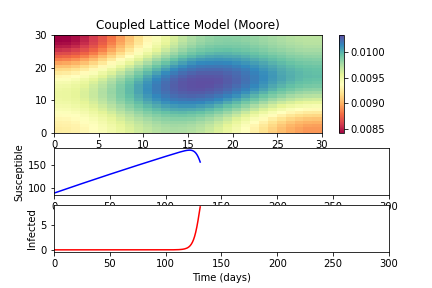 Coupled Lattice Model (Moore)
30
20
10
0
0 5 10 15 20 25 30
0.0100
0.0095
0.0090
0.0085
Susceptible
150
100
0 50 100 150 200 250 300
Infected
5
0
0 50 100 150 200 250 300
Time (days)